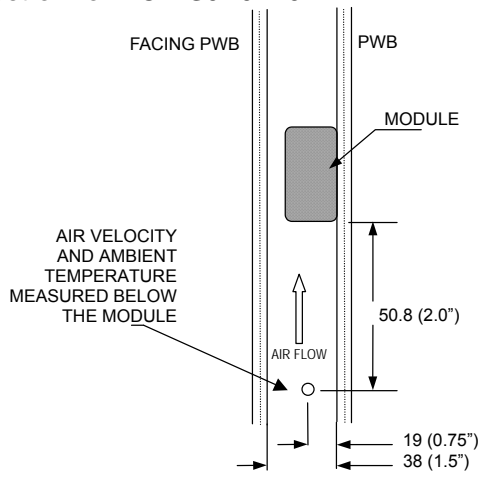 FACING PWB
PWB
MODULE
AIR VELOCITY
AND AMBIENT
TEMPERATURE
MEASURED BELOW
THE MODULE
AIR FLOW
50.8 (2.0”)
19 (0.75”)
38 (1.5”)